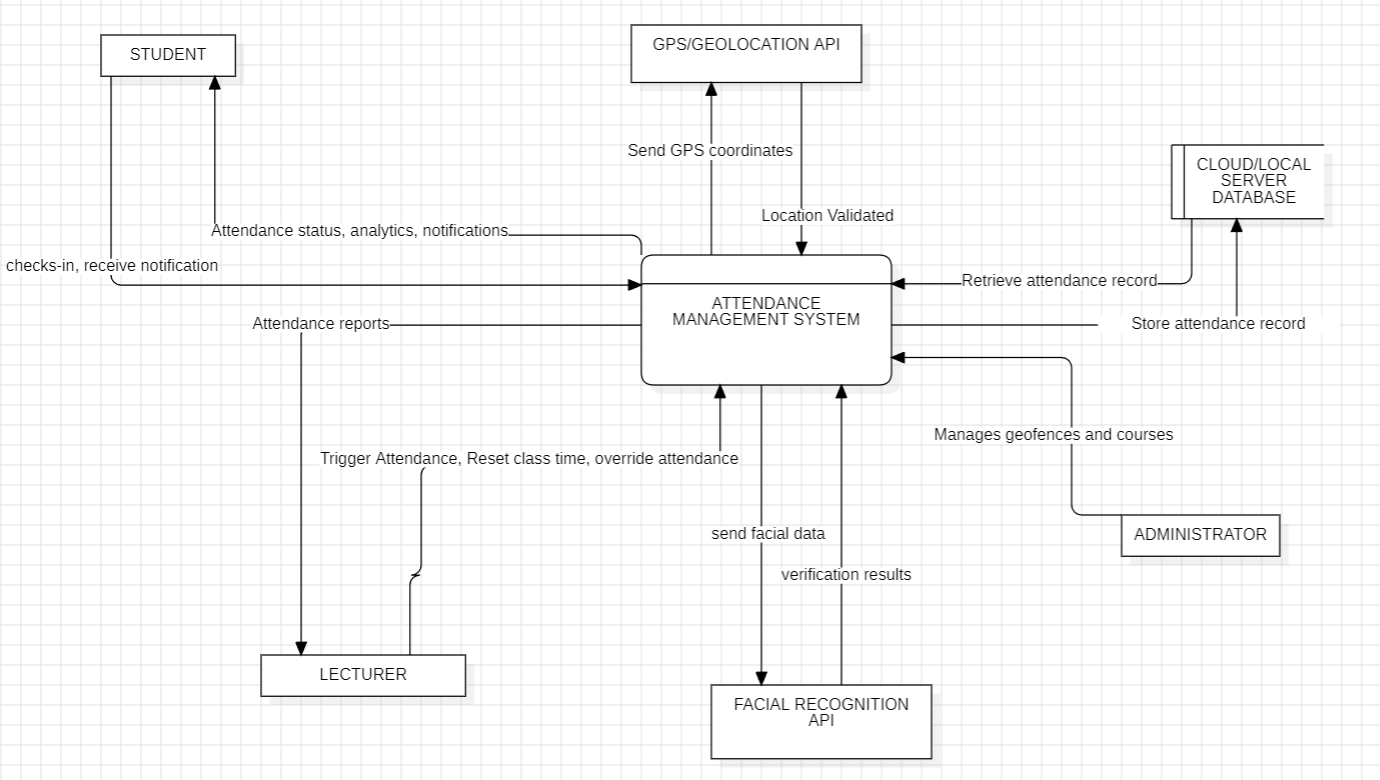 STUDENT
GPS/GEOLOCATION API
Send GPS coordinates
CLOUD/LOCAL
SERVER
DATABASE
Location Validated
Attendance status, analytics, notifications
checks-in, receive notification
Retrieve attendance record
ATTENDANCE
MANAGEMENT SYSTEM
Attendance reports
Store attendance record
Manages geofences and courses
Trigger Attendance, Reset class time, override attendance
send facial data
ADMINISTRATOR
verification results
LECTURER
FACIAL RECOGNITION
API